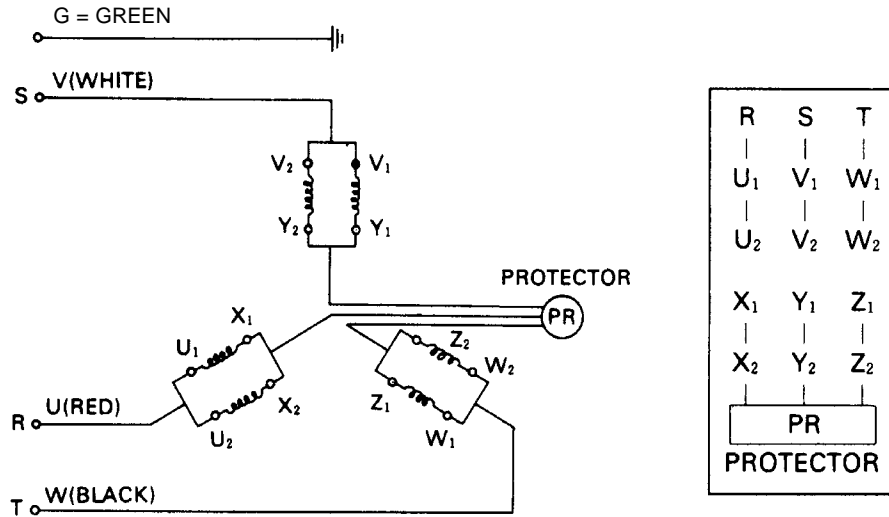 G = GREEN
S V(WHITE)
V₂ V₁
Y₂ Y₁
PROTECTOR
PR
X₁
U₁
Z₂
W₂
X₂
Z₁
R U(RED)
U₂
W₁
T W(BLACK)
R S T
U₁ V₁ W₁
U₂ V₂ W₂
X₁ Y₁ Z₁
X₂ Y₂ Z₂
PR
PROTECTOR